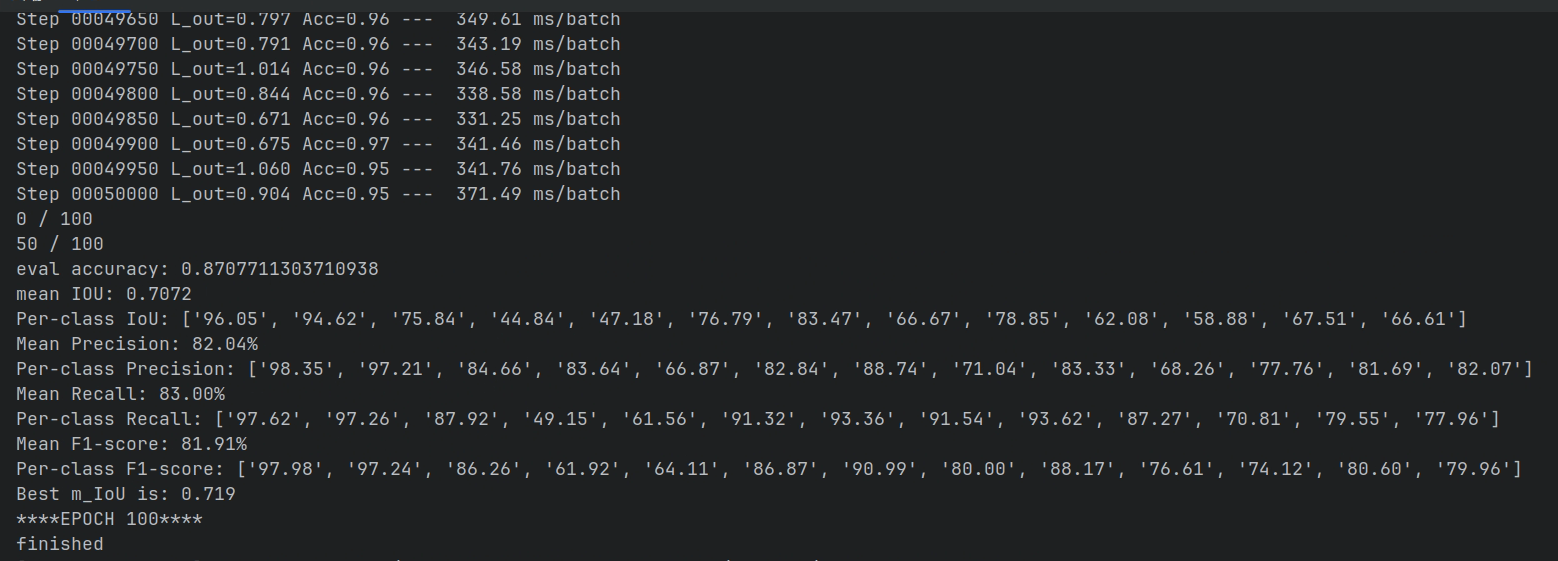 Step 00049650 L_out=0.797 Acc=0.96 ---  349.61 ms/batch
Step 00049700 L_out=0.791 Acc=0.96 ---  343.19 ms/batch
Step 00049750 L_out=1.014 Acc=0.96 ---  346.58 ms/batch
Step 00049800 L_out=0.844 Acc=0.96 ---  338.58 ms/batch
Step 00049850 L_out=0.671 Acc=0.96 ---  331.25 ms/batch
Step 00049900 L_out=0.675 Acc=0.97 ---  341.46 ms/batch
Step 00049950 L_out=1.060 Acc=0.95 ---  341.76 ms/batch
Step 00050000 L_out=0.904 Acc=0.95 ---  371.49 ms/batch
0 / 100
50 / 100
eval accuracy: 0.8707711303710938
mean IOU: 0.7072
Per-class IoU: ['96.05', '94.62', '75.84', '44.84', '47.18', '76.79', '83.47', '66.67', '78.85', '62.08', '58.88', '67.51', '66.61']
Mean Precision: 82.04%
Per-class Precision: ['98.35', '97.21', '84.66', '83.64', '66.87', '82.84', '88.74', '71.04', '83.33', '68.26', '77.76', '81.69', '82.07']
Mean Recall: 83.00%
Per-class Recall: ['97.62', '97.26', '87.92', '49.15', '61.56', '91.32', '93.36', '91.54', '93.62', '87.27', '70.81', '79.55', '77.96']
Mean F1-score: 81.91%
Per-class F1-score: ['97.98', '97.24', '86.26', '61.92', '64.11', '86.87', '90.99', '80.00', '88.17', '76.61', '74.12', '80.60', '79.96']
Best m_IoU is: 0.719
****EPOCH 100****
finished